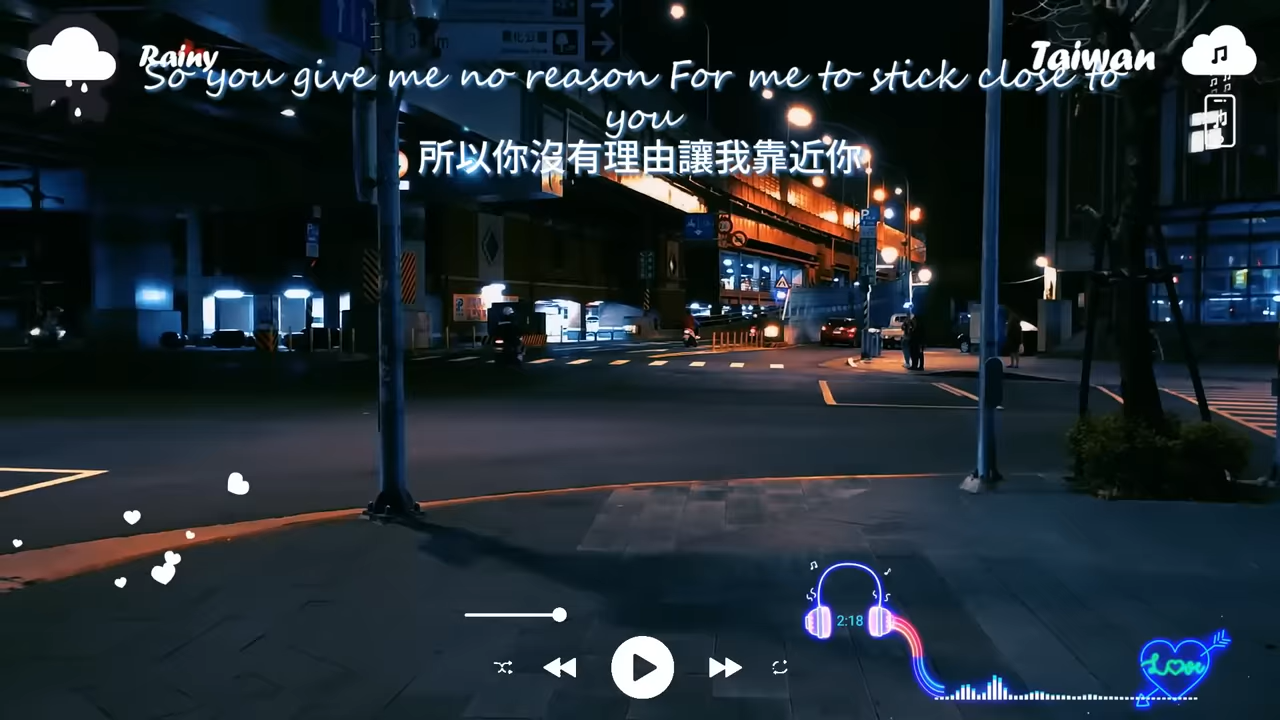 Rainy
Taiwan
So you give me no reason For me to stick close to
you
所以你沒有理由讓我靠近你
P
2:18
Love